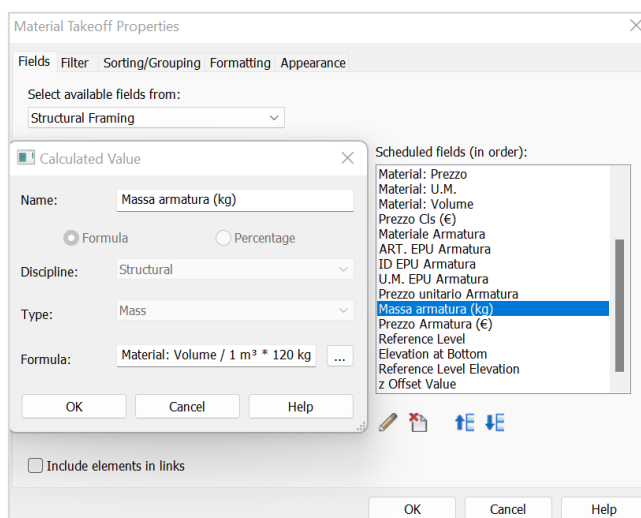 Material Takeoff Properties
Fields Filter Sorting/Grouping Formatting Appearance
Select available fields from:
Structural Framing
Calculated Value
Name: Massa armatura (kg)
Formula Percentage
Discipline: Structural
Type: Mass
Formula: Material: Volume / 1 m³ * 120 kg ...
OK Cancel Help
Scheduled fields (in order):
Material: Prezzo
Material: U.M.
Material: Volume
Prezzo Cls (€)
Materiale Armatura
ART. EPU Armatura
ID EPU Armatura
U.M. EPU Armatura
Prezzo unitario Armatura
Massa armatura (kg)
Prezzo Armatura (€)
Reference Level
Elevation at Bottom
Reference Level Elevation
z Offset Value
Include elements in links
OK Cancel Help